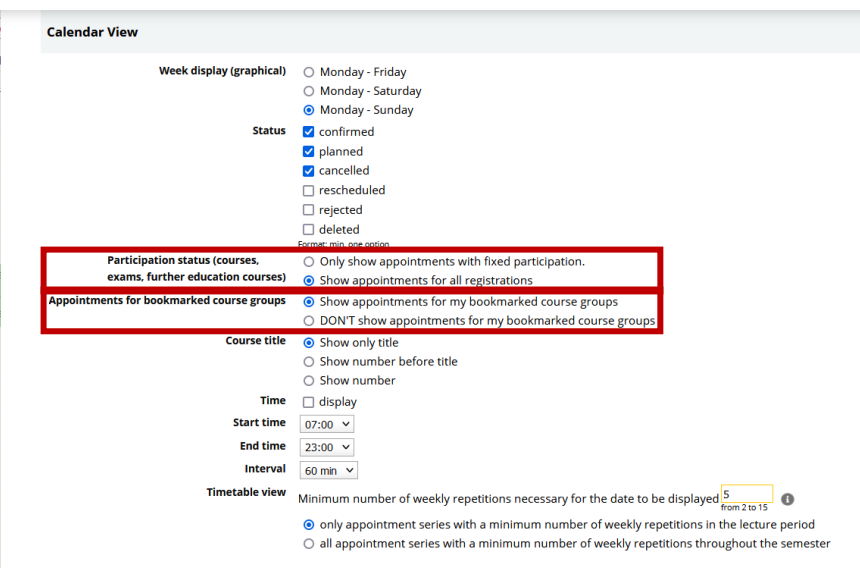 Calendar View
Week display (graphical) Monday - Friday
Monday - Saturday
Monday - Sunday
Status confirmed
planned
cancelled
rescheduled
rejected
deleted
Format: min. one option
Participation status (courses, Only show appointments with fixed participation.
exams, further education courses) Show appointments for all registrations
Appointments for bookmarked course groups Show appointments for my bookmarked course groups
DON'T show appointments for my bookmarked course groups
Course title Show only title
Show number before title
Show number
Time display
Start time 07:00
End time 23:00
Interval 60 min
Timetable view Minimum number of weekly repetitions necessary for the date to be displayed 5
from 2 to 15
only appointment series with a minimum number of weekly repetitions in the lecture period
all appointment series with a minimum number of weekly repetitions throughout the semester